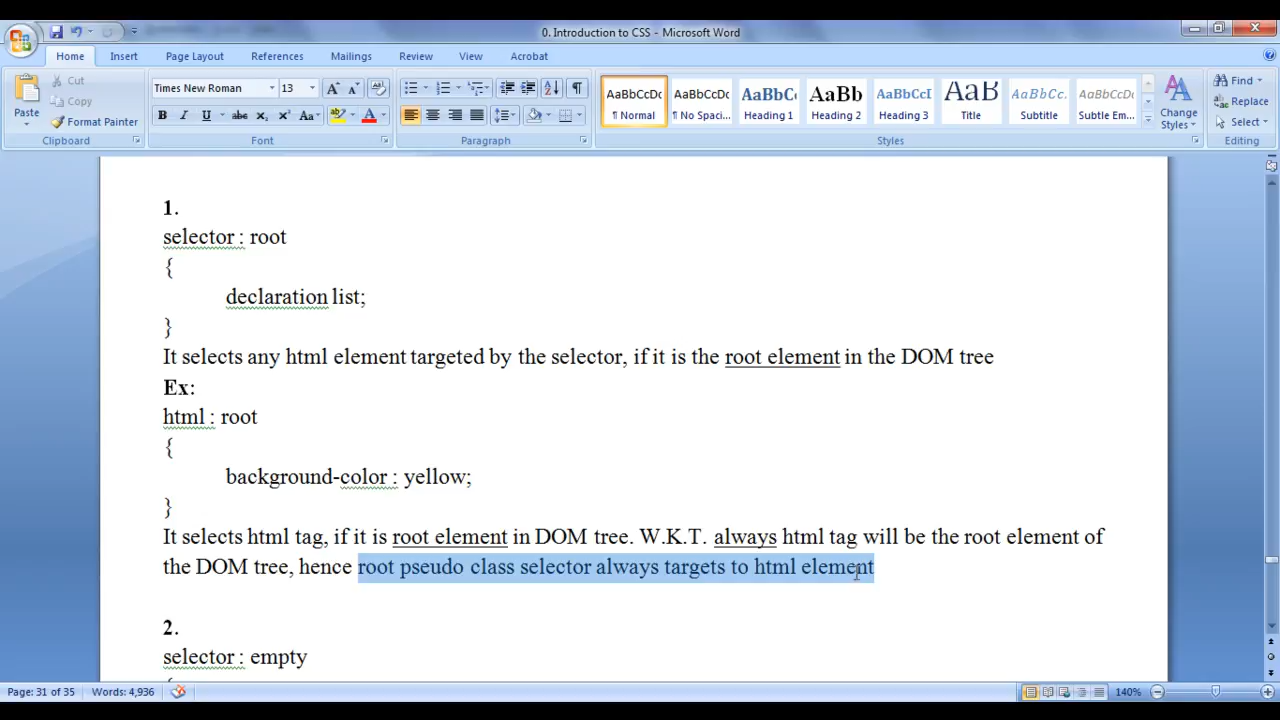 0. Introduction to CSS - Microsoft Word
Home Insert Page Layout References Mailings Review View Acrobat
Paste
Cut
Copy
Format Painter
Clipboard
Times New Roman 13
B I U abc x₂ x² Aa
Font
Paragraph
AaBbCcDc AaBbCcDc AaBbCc AaBb AaBbCcI AaB AaBbCc. AaBbCcDc
¶ Normal ¶ No Spaci... Heading 1 Heading 2 Heading 3 Title Subtitle Subtle Em...
Styles
Change Styles
Find
Replace
Select
Editing
1.
selector : root
{
declaration list;
}
It selects any html element targeted by the selector, if it is the root element in the DOM tree
Ex:
html : root
{
background-color : yellow;
}
It selects html tag, if it is root element in DOM tree. W.K.T. always html tag will be the root element of
the DOM tree, hence root pseudo class selector always targets to html element
2.
selector : empty
{
Page: 31 of 35 Words: 4,936 140%